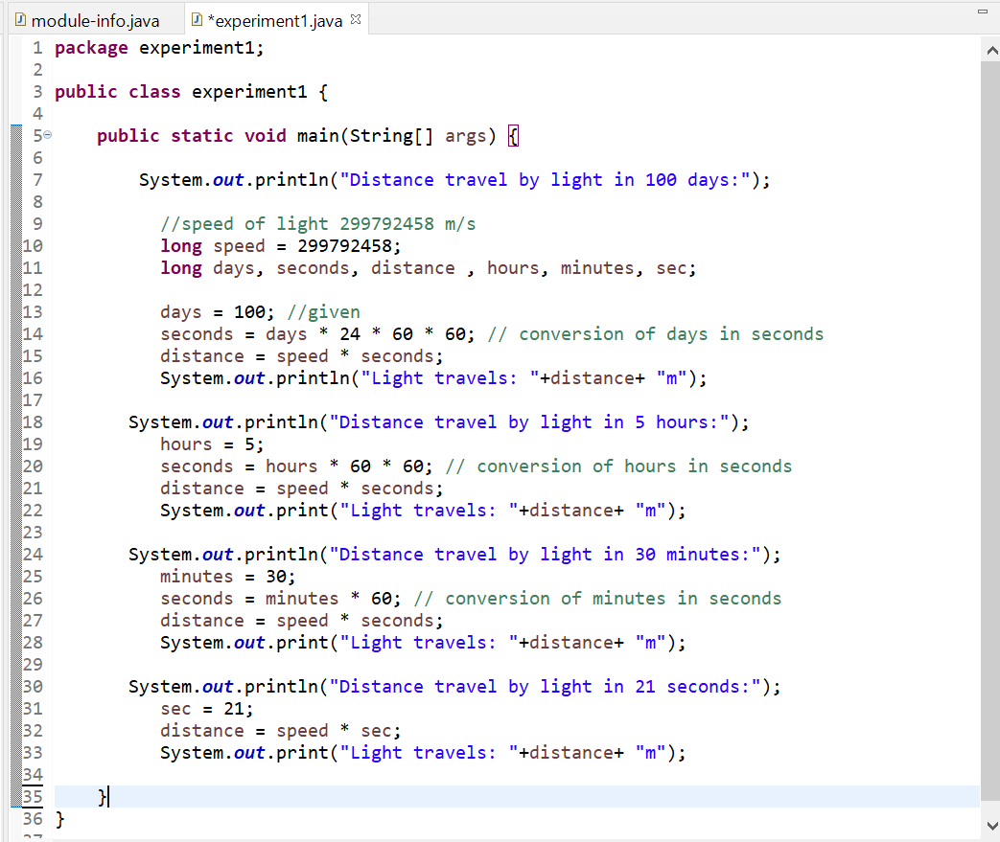 module-info.java
*experiment1.java
1 package experiment1;
2
3 public class experiment1 {
4
5 public static void main(String[] args) {
6
7 System.out.println("Distance travel by light in 100 days:");
8
9 //speed of light 299792458 m/s
10 long speed = 299792458;
11 long days, seconds, distance , hours, minutes, sec;
12
13 days = 100; //given
14 seconds = days * 24 * 60 * 60; // conversion of days in seconds
15 distance = speed * seconds;
16 System.out.println("Light travels: "+distance+ "m");
17
18 System.out.println("Distance travel by light in 5 hours:");
19 hours = 5;
20 seconds = hours * 60 * 60; // conversion of hours in seconds
21 distance = speed * seconds;
22 System.out.print("Light travels: "+distance+ "m");
23
24 System.out.println("Distance travel by light in 30 minutes:");
25 minutes = 30;
26 seconds = minutes * 60; // conversion of minutes in seconds
27 distance = speed * seconds;
28 System.out.print("Light travels: "+distance+ "m");
29
30 System.out.println("Distance travel by light in 21 seconds:");
31 sec = 21;
32 distance = speed * sec;
33 System.out.print("Light travels: "+distance+ "m");
34
35 }
36 }
37